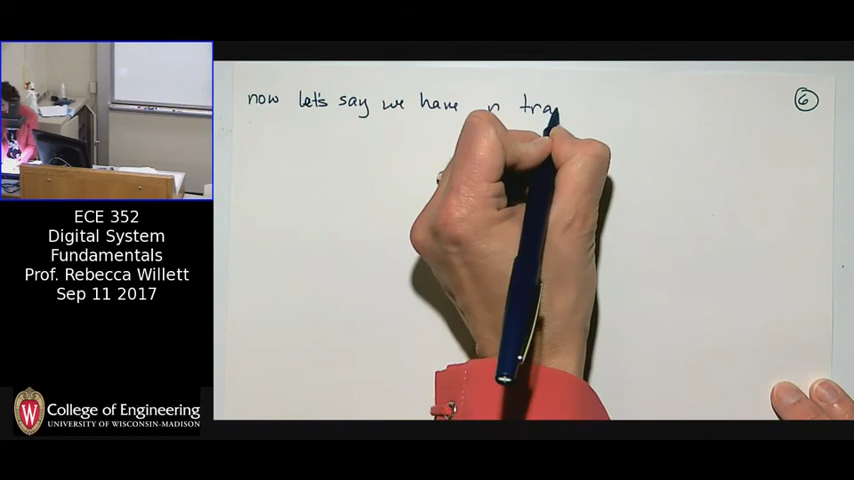 now let's say we have n tra
6
ECE 352
Digital System
Fundamentals
Prof. Rebecca Willett
Sep 11 2017
W
College of Engineering
UNIVERSITY OF WISCONSIN-MADISON